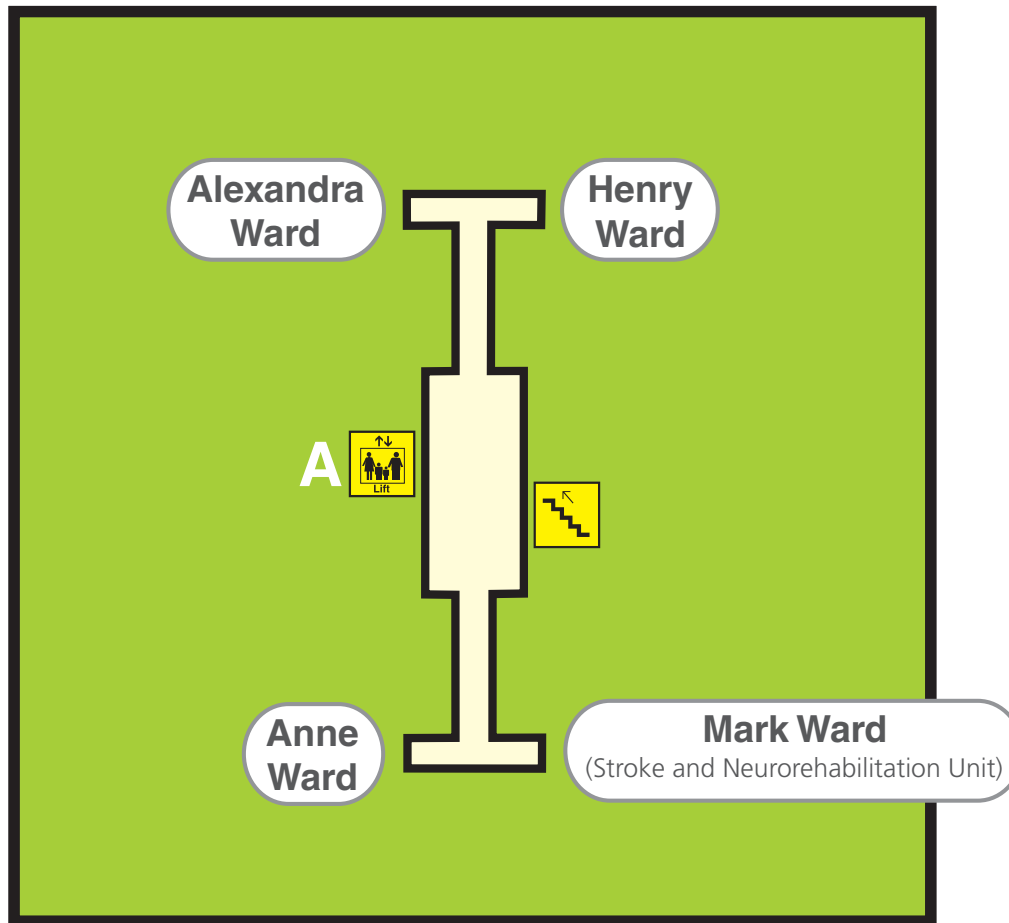 Alexandra
Ward
Henry
Ward
A
Lift
Anne
Ward
Mark Ward
(Stroke and Neurorehabilitation Unit)